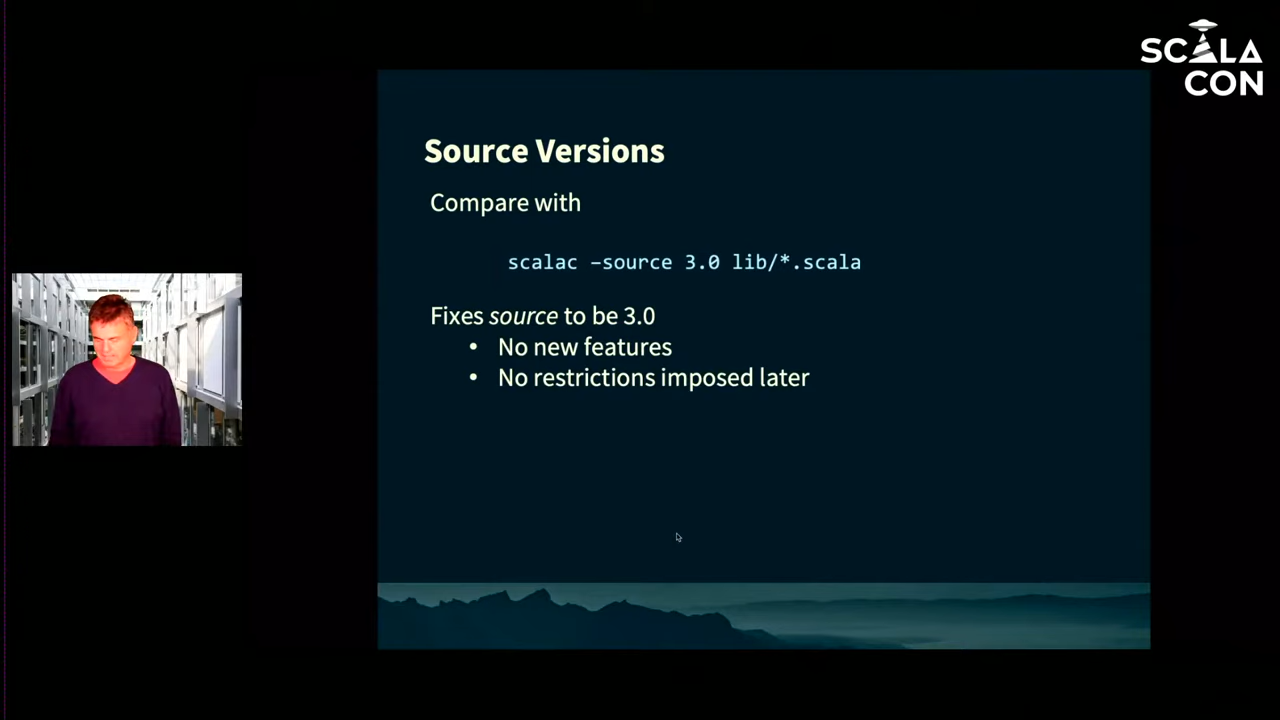 SCALA
CON
Source Versions
Compare with
scalac –source 3.0 lib/*.scala
Fixes source to be 3.0
• No new features
• No restrictions imposed later